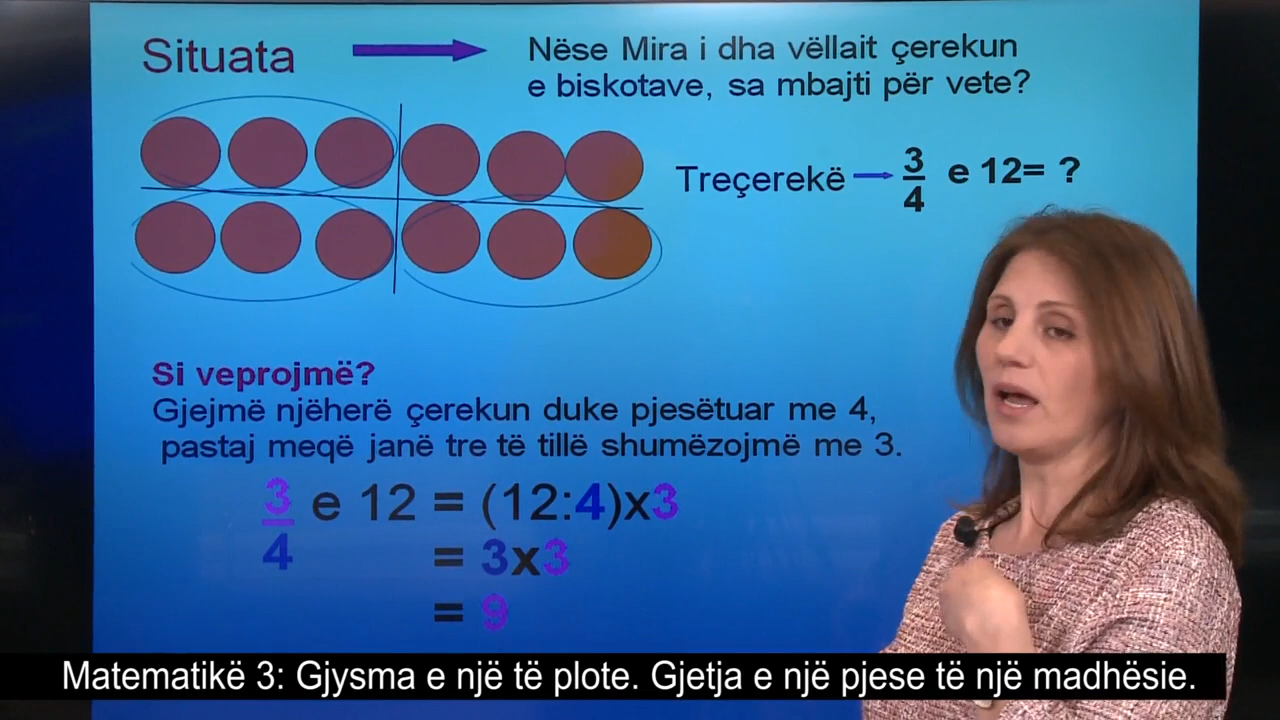 Situata
Nëse Mira i dha vëllait çerekun
e biskotave, sa mbajti për vete?
Treçerekë 3/4 e 12= ?
Si veprojmë?
Gjejmë njëherë çerekun duke pjesëtuar me 4,
pastaj meqë janë tre të tillë shumëzojmë me 3.
3/4 e 12 = (12:4)x3
= 3x3
= 9
Matematikë 3: Gjysma e një të plote. Gjetja e një pjese të një madhësie.